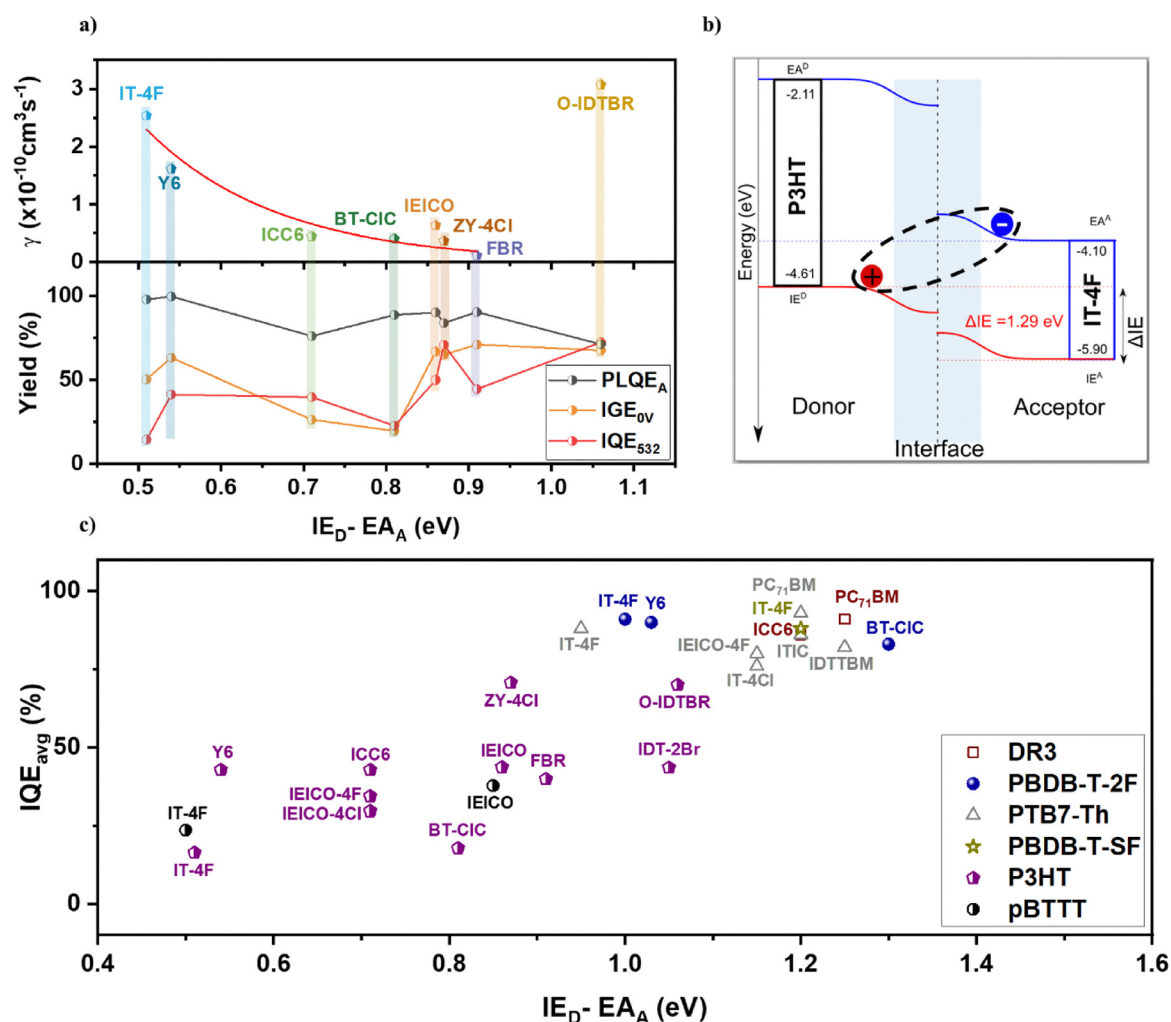 a)
γ (x10⁻¹⁰cm³s⁻¹)
3
2
1
0
IT-4F
Y6
ICC6
BT-CIC
IEICO
ZY-4Cl
FBR
O-IDTBR
Yield (%)
100
50
0
PLQE_A
IGE_0V
IQE_532
0.5 0.6 0.7 0.8 0.9 1.0 1.1
IE_D- EA_A (eV)
b)
Energy (eV)
EA^D
-2.11
P3HT
-4.61
IE^D
+
-
EA^A
-4.10
IT-4F
-5.90
IE^A
ΔIE =1.29 eV
ΔIE
Donor
Acceptor
Interface
c)
IQE_avg (%)
100
50
0
IT-4F
IT-4F
Y6
ICC6
IEICO-4F
IEICO-4Cl
BT-CIC
IEICO
IEICO
ZY-4Cl
FBR
IT-4F
IT-4F
Y6
O-IDTBR
IDT-2Br
IEICO-4F
IT-4Cl
PC₇₁BM
IT-4F
ICC6
ITIC
PC₇₁BM
IDTTBM
BT-CIC
DR3
PBDB-T-2F
PTB7-Th
PBDB-T-SF
P3HT
pBTTT
0.4 0.6 0.8 1.0 1.2 1.4 1.6
IE_D- EA_A (eV)